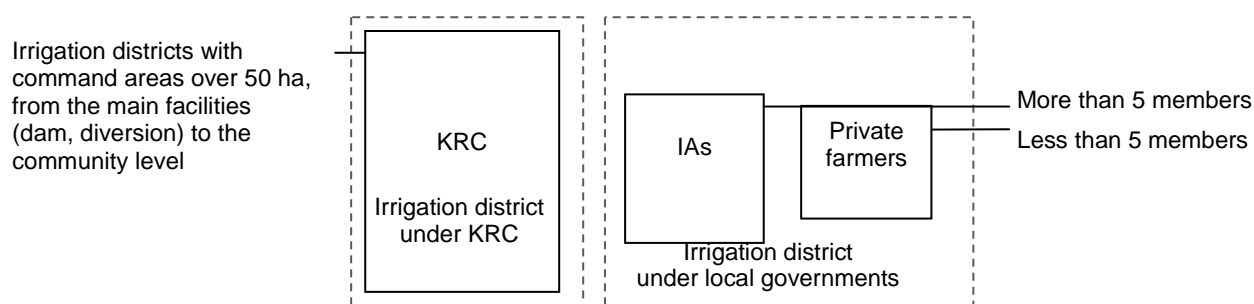 Irrigation districts with
command areas over 50 ha,
from the main facilities
(dam, diversion) to the
community level
KRC
Irrigation district
under KRC
IAs
Private
farmers
Irrigation district
under local governments
More than 5 members
Less than 5 members